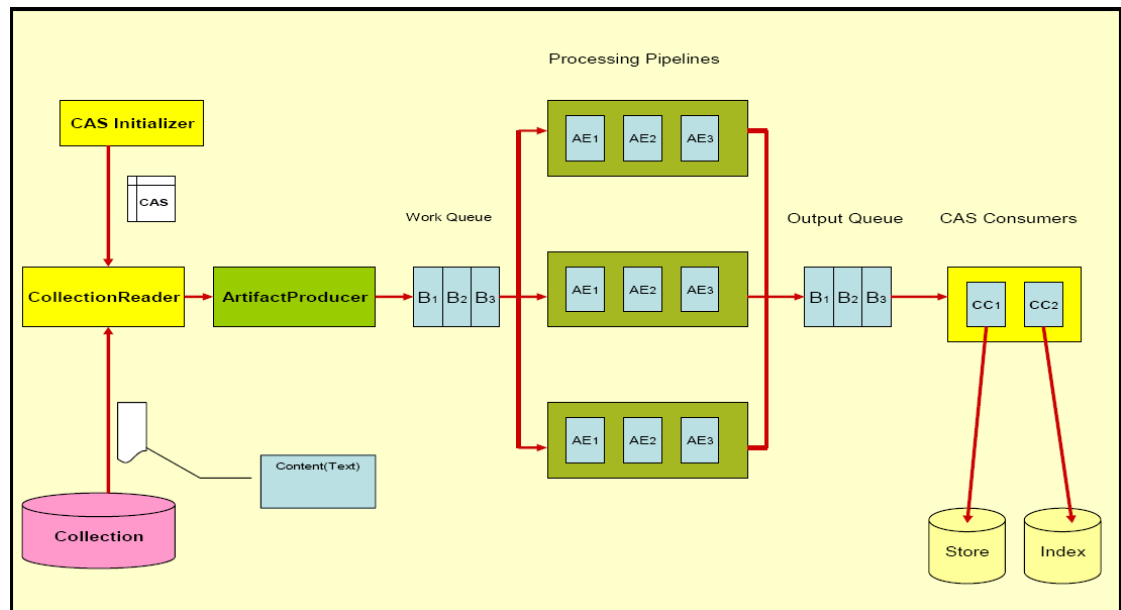 Processing Pipelines
CAS Initializer
AE1 AE2 AE3
CAS
Work Queue
Output Queue
CAS Consumers
CollectionReader
ArtifactProducer
B1 B2 B3
AE1 AE2 AE3
B1 B2 B3
CC1 CC2
AE1 AE2 AE3
Content(Text)
Collection
Store
Index